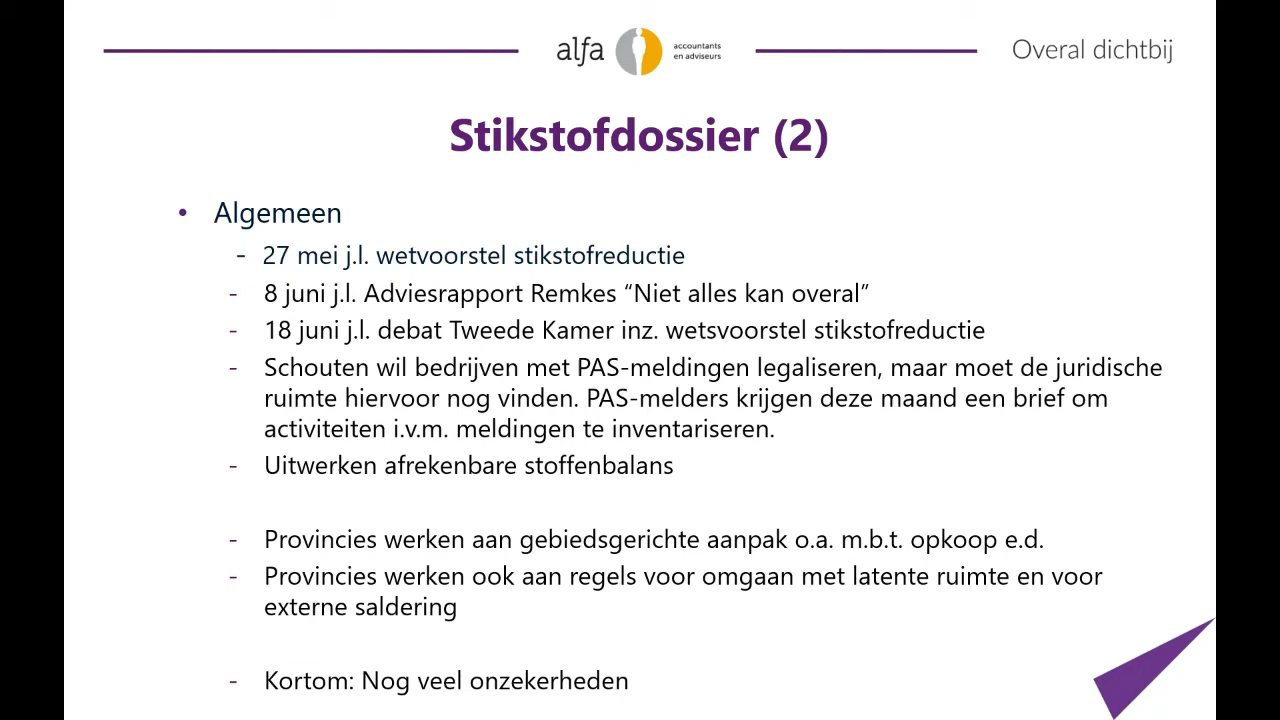 alfa accountants en adviseurs
Overal dichtbij
Stikstofdossier (2)
• Algemeen
- 27 mei j.l. wetvoorstel stikstofreductie
- 8 juni j.l. Adviesrapport Remkes “Niet alles kan overal”
- 18 juni j.l. debat Tweede Kamer inz. wetsvoorstel stikstofreductie
- Schouten wil bedrijven met PAS-meldingen legaliseren, maar moet de juridische
ruimte hiervoor nog vinden. PAS-melders krijgen deze maand een brief om
activiteiten i.v.m. meldingen te inventariseren.
- Uitwerken afrekenbare stoffenbalans
- Provincies werken aan gebiedsgerichte aanpak o.a. m.b.t. opkoop e.d.
- Provincies werken ook aan regels voor omgaan met latente ruimte en voor
externe saldering
- Kortom: Nog veel onzekerheden